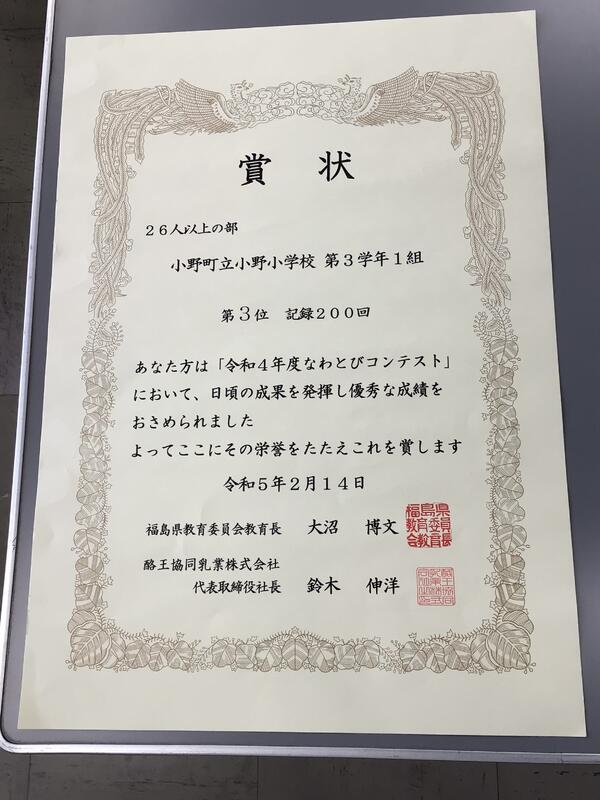 賞状
26人以上の部
小野町立小野小学校 第3学年1組
第3位 記録200回
あなた方は「令和4年度なわとびコンテスト」
において、日頃の成果を発揮し優秀な成績を
おさめられました
よってここにその栄誉をたたえこれを賞します
令和5年2月14日
福島県教育委員会教育長 大沼 博文
福島県教育委員会教育長
酪王協同乳業株式会社
代表取締役社長 鈴木 伸洋